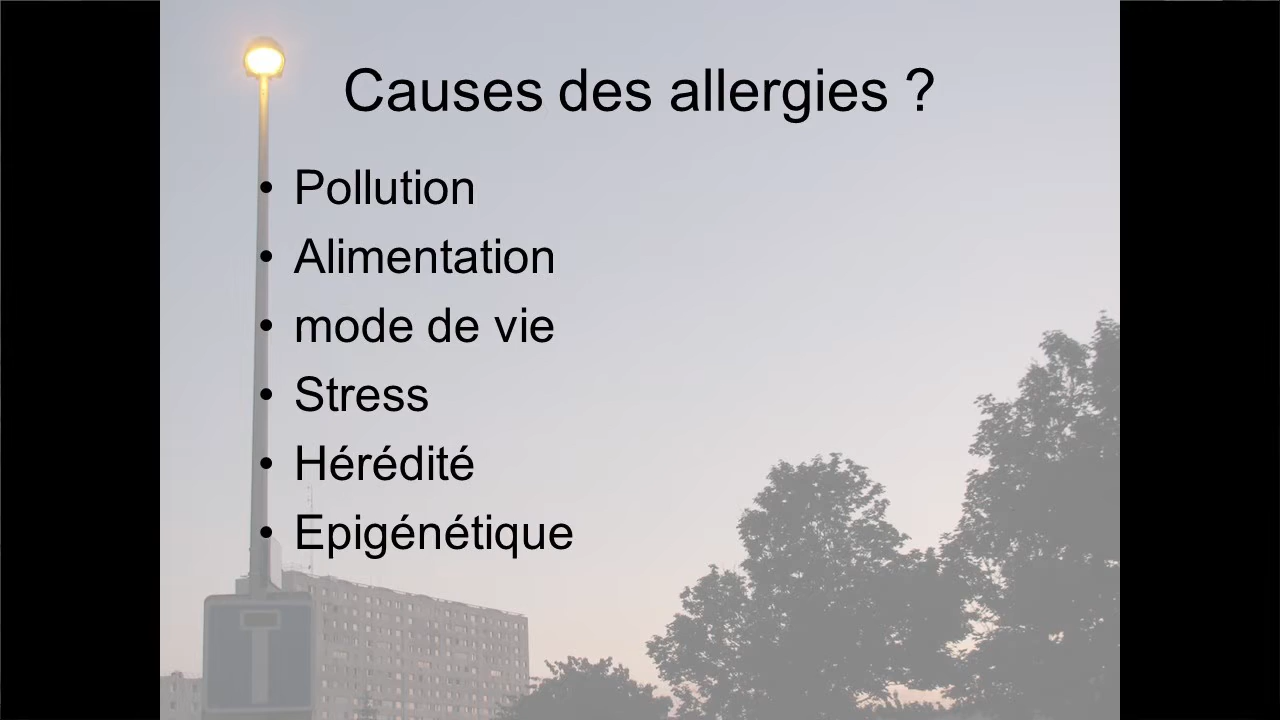 Causes des allergies ?
• Pollution
• Alimentation
• mode de vie
• Stress
• Hérédité
• Epigénétique